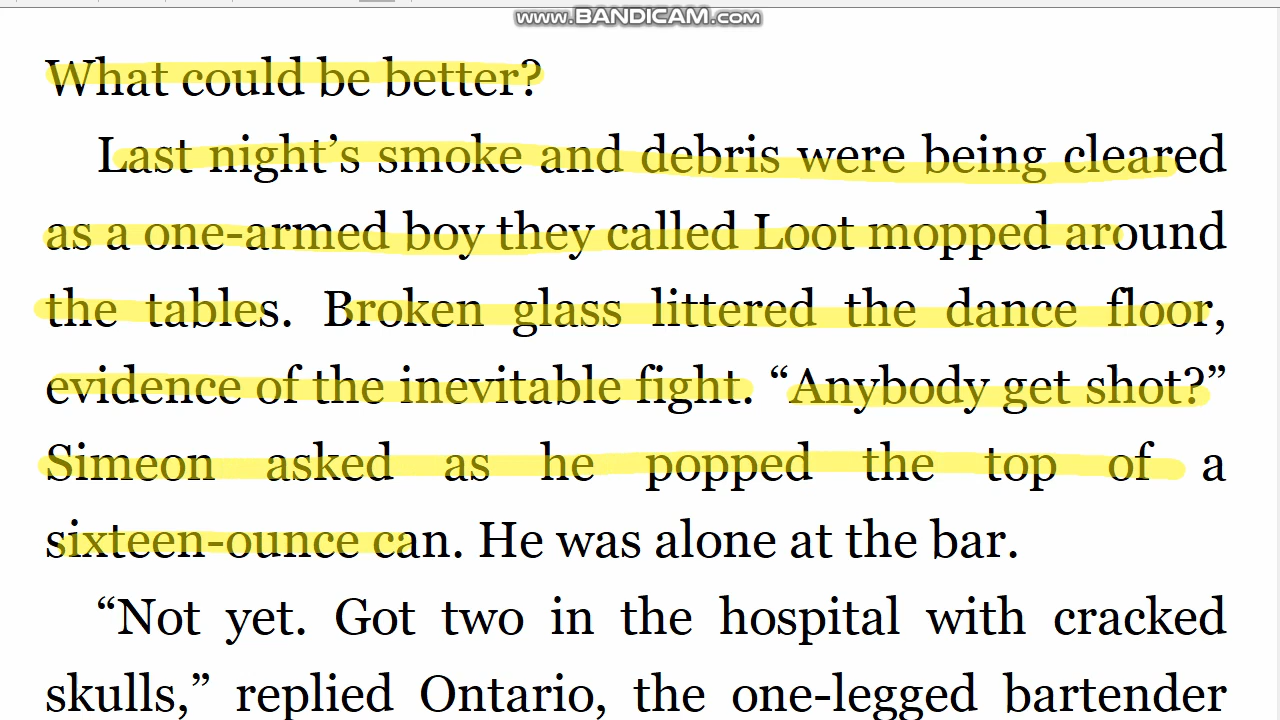 www.BANDICAM.com
What could be better?
Last night’s smoke and debris were being cleared
as a one-armed boy they called Loot mopped around
the tables. Broken glass littered the dance floor,
evidence of the inevitable fight. “Anybody get shot?”
Simeon asked as he popped the top of a
sixteen-ounce can. He was alone at the bar.
“Not yet. Got two in the hospital with cracked
skulls,” replied Ontario, the one-legged bartender